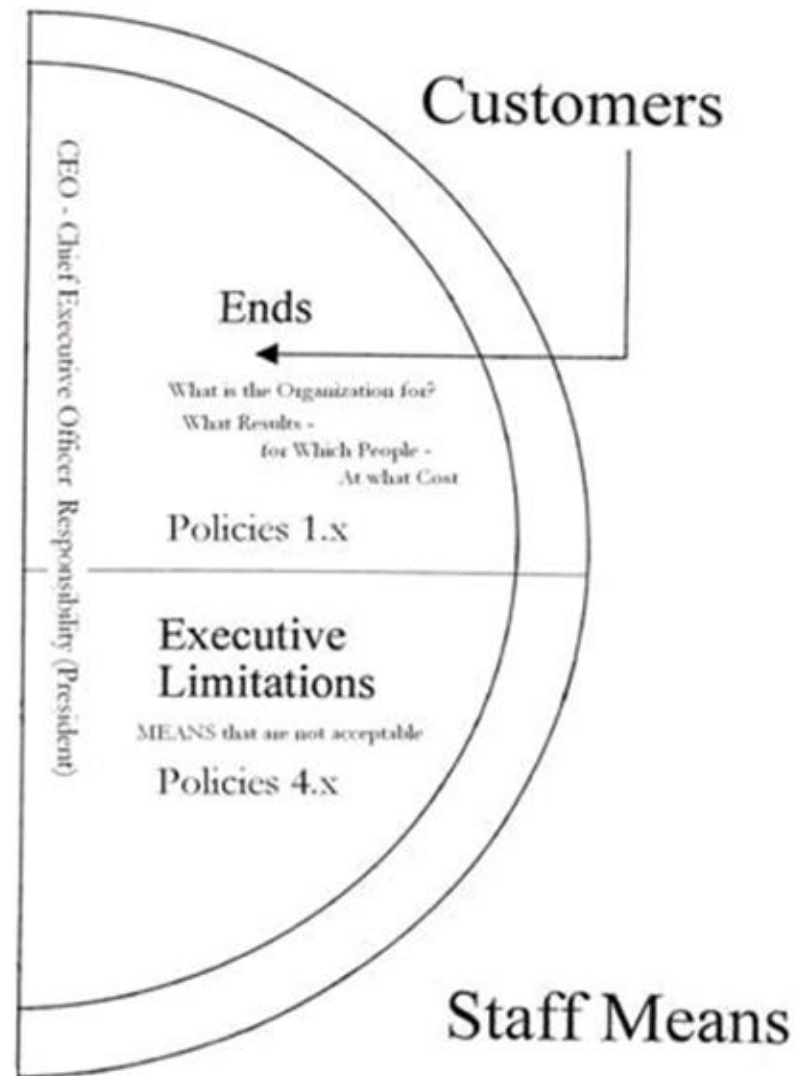 Customers
CEO - Chief Executive Officer Responsibility (President)
Ends
What is the Organization for?
What Results -
for Which People -
At what Cost
Policies 1.x
Executive
Limitations
MEANS that are not acceptable
Policies 4.x
Staff Means